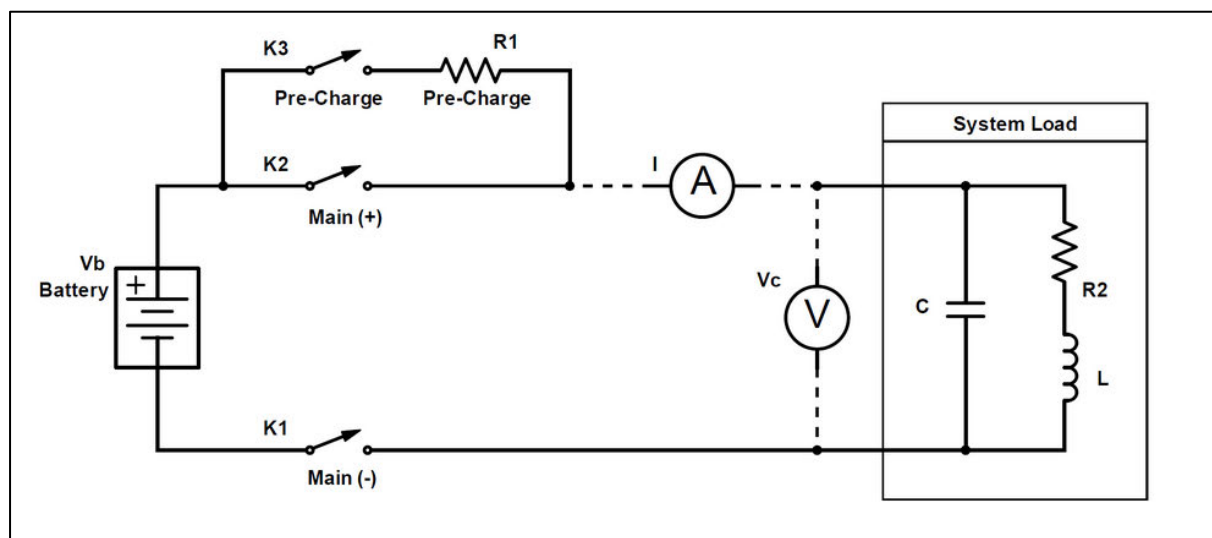 K3
R1
Pre-Charge
Pre-Charge
System Load
K2
I
A
Main (+)
Vb
Battery
+
Vc
V
C
R2
L
K1
Main (-)